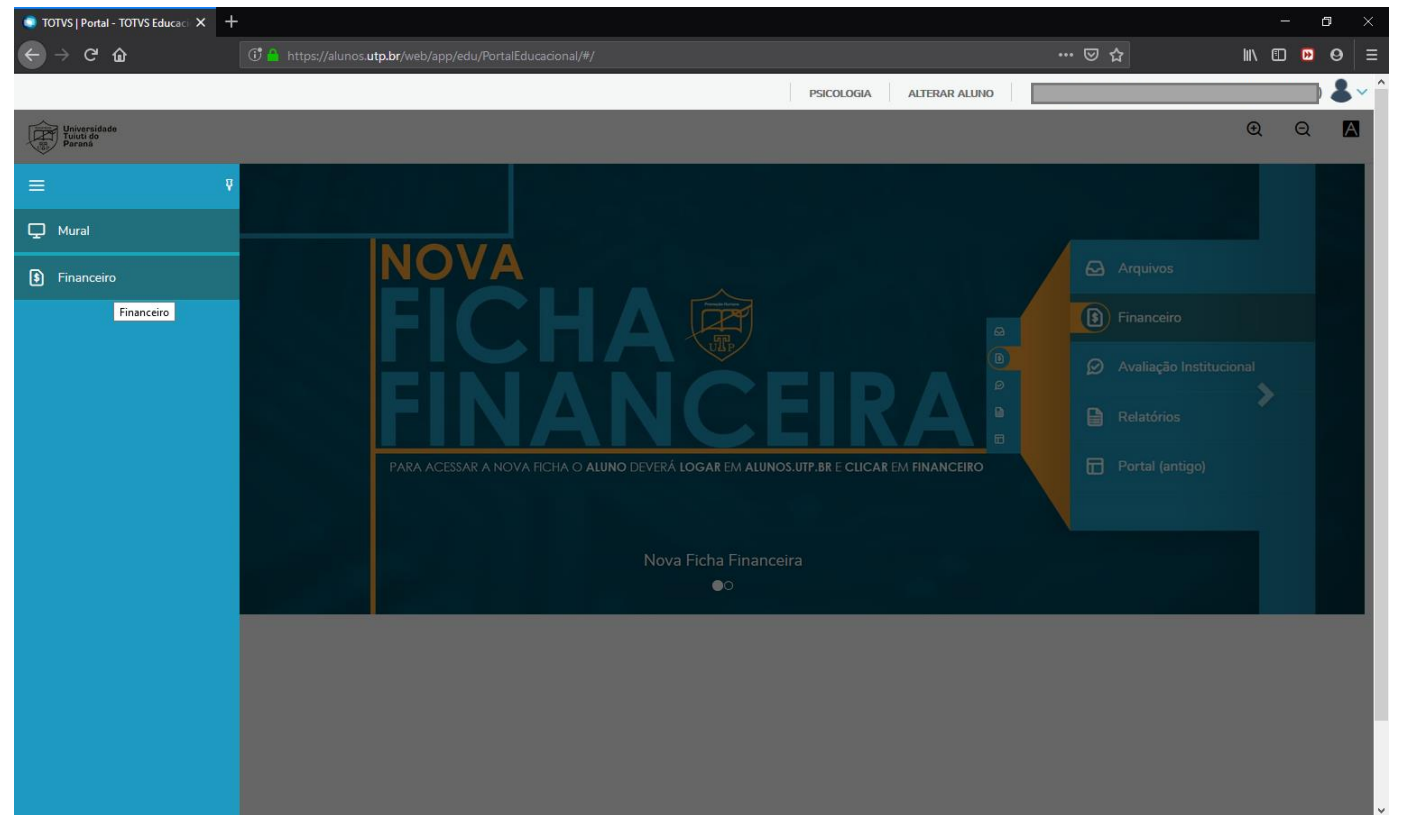 TOTVS | Portal - TOTVS Educaci
https://alunos.utp.br/web/app/edu/PortalEducacional/#/
PSICOLOGIA
ALTERAR ALUNO
Universidade
Tuiuti do
Paraná
A
Mural
Financeiro
Financeiro
NOVA
FICHA
FINANCEIRA
UTP
PARA ACESSAR A NOVA FICHA O ALUNO DEVERÁ LOGAR EM ALUNOS.UTP.BR E CLICAR EM FINANCEIRO
Arquivos
Financeiro
Avaliação Institucional
Relatórios
Portal (antigo)
Nova Ficha Financeira